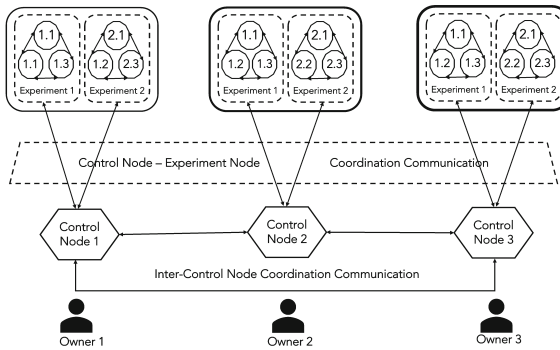 1.1
1.1
1.3
Experiment 1
2.1
1.2
2.3
Experiment 2
1.1
1.2
1.3
Experiment 1
2.1
2.2
2.3
Experiment 2
1.1
1.2
1.3
Experiment 1
2.1
2.2
2.3
Experiment 2
Control Node – Experiment Node
Coordination Communication
Control
Node 1
Control
Node 2
Control
Node 3
Inter-Control Node Coordination Communication
Owner 1
Owner 2
Owner 3